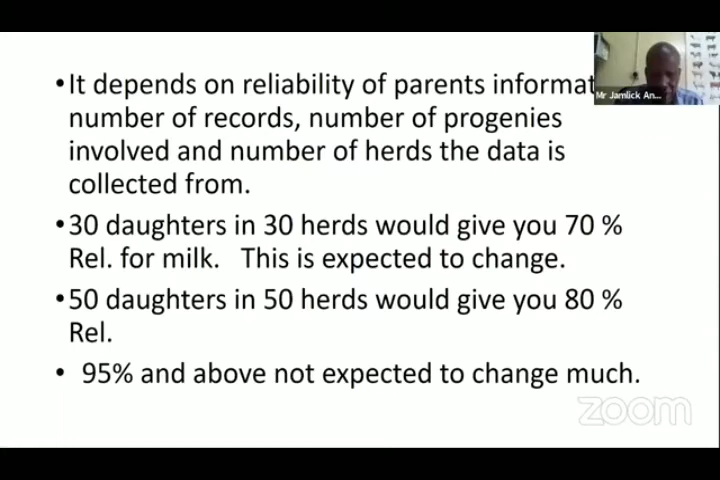 •It depends on reliability of parents informat
number of records, number of progenies
involved and number of herds the data is
collected from.
•30 daughters in 30 herds would give you 70 %
Rel. for milk. This is expected to change.
•50 daughters in 50 herds would give you 80 %
Rel.
• 95% and above not expected to change much.
Mr Jamlick An...
zoom